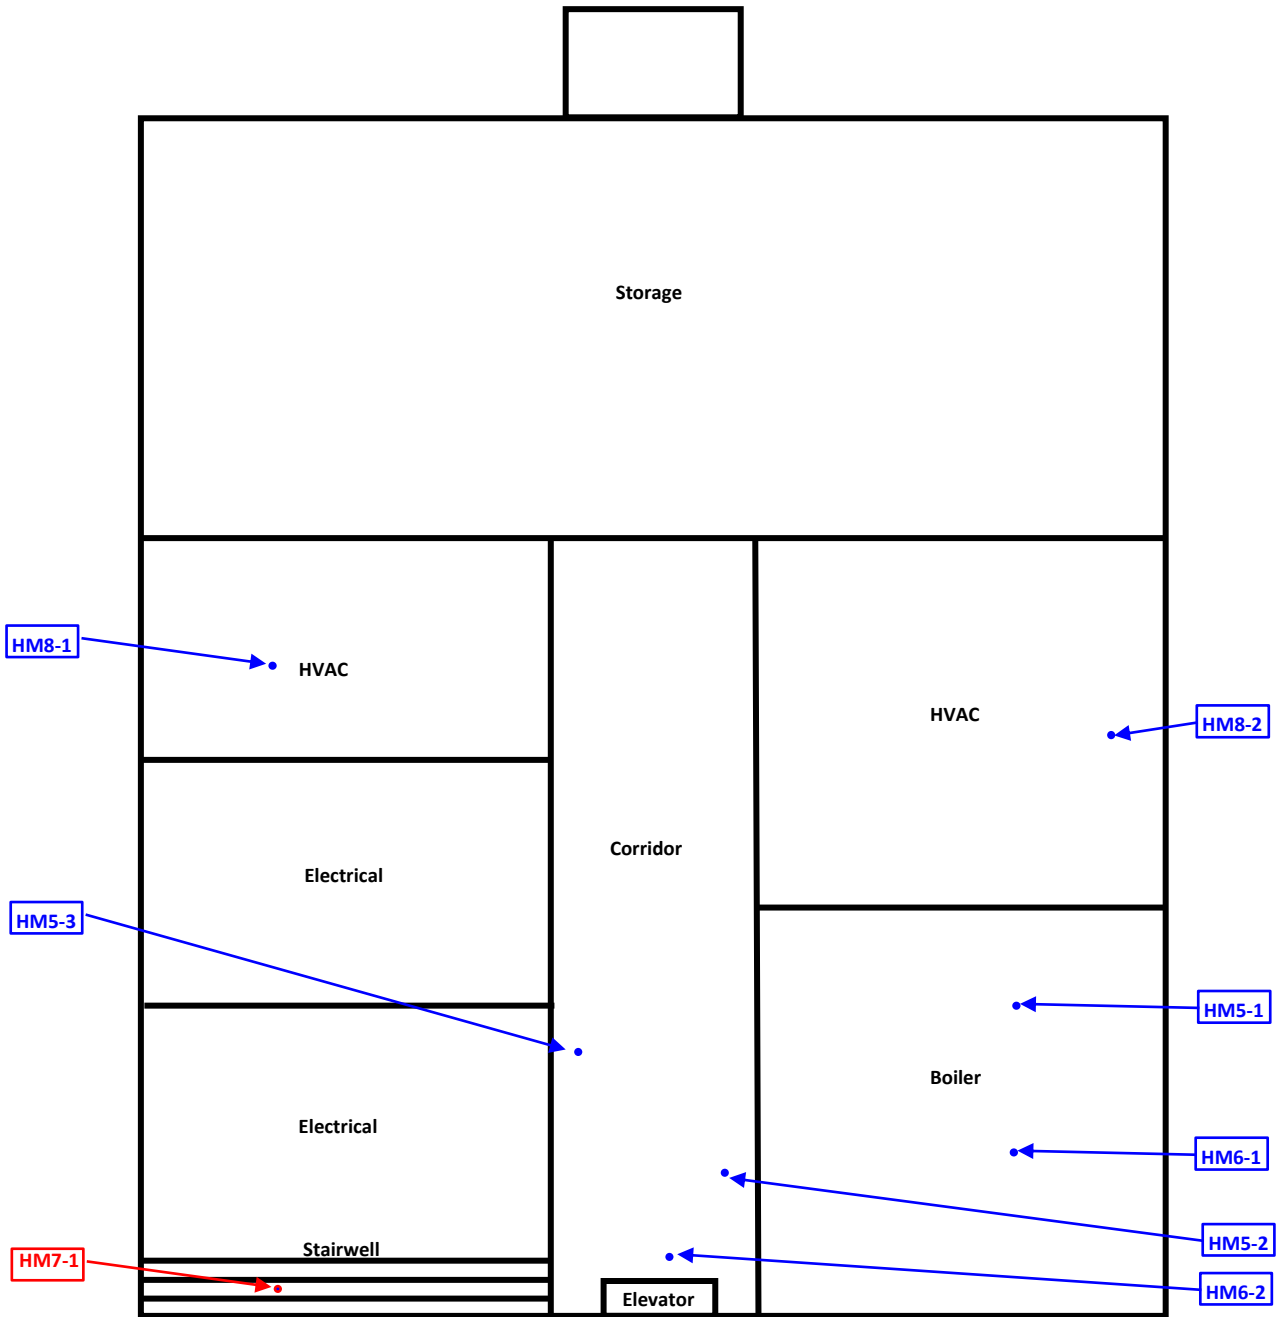 Storage
HM8-1
HVAC
HVAC
HM8-2
Corridor
Electrical
HM5-3
HM5-1
Boiler
Electrical
HM6-1
Stairwell
HM5-2
HM7-1
HM6-2
Elevator